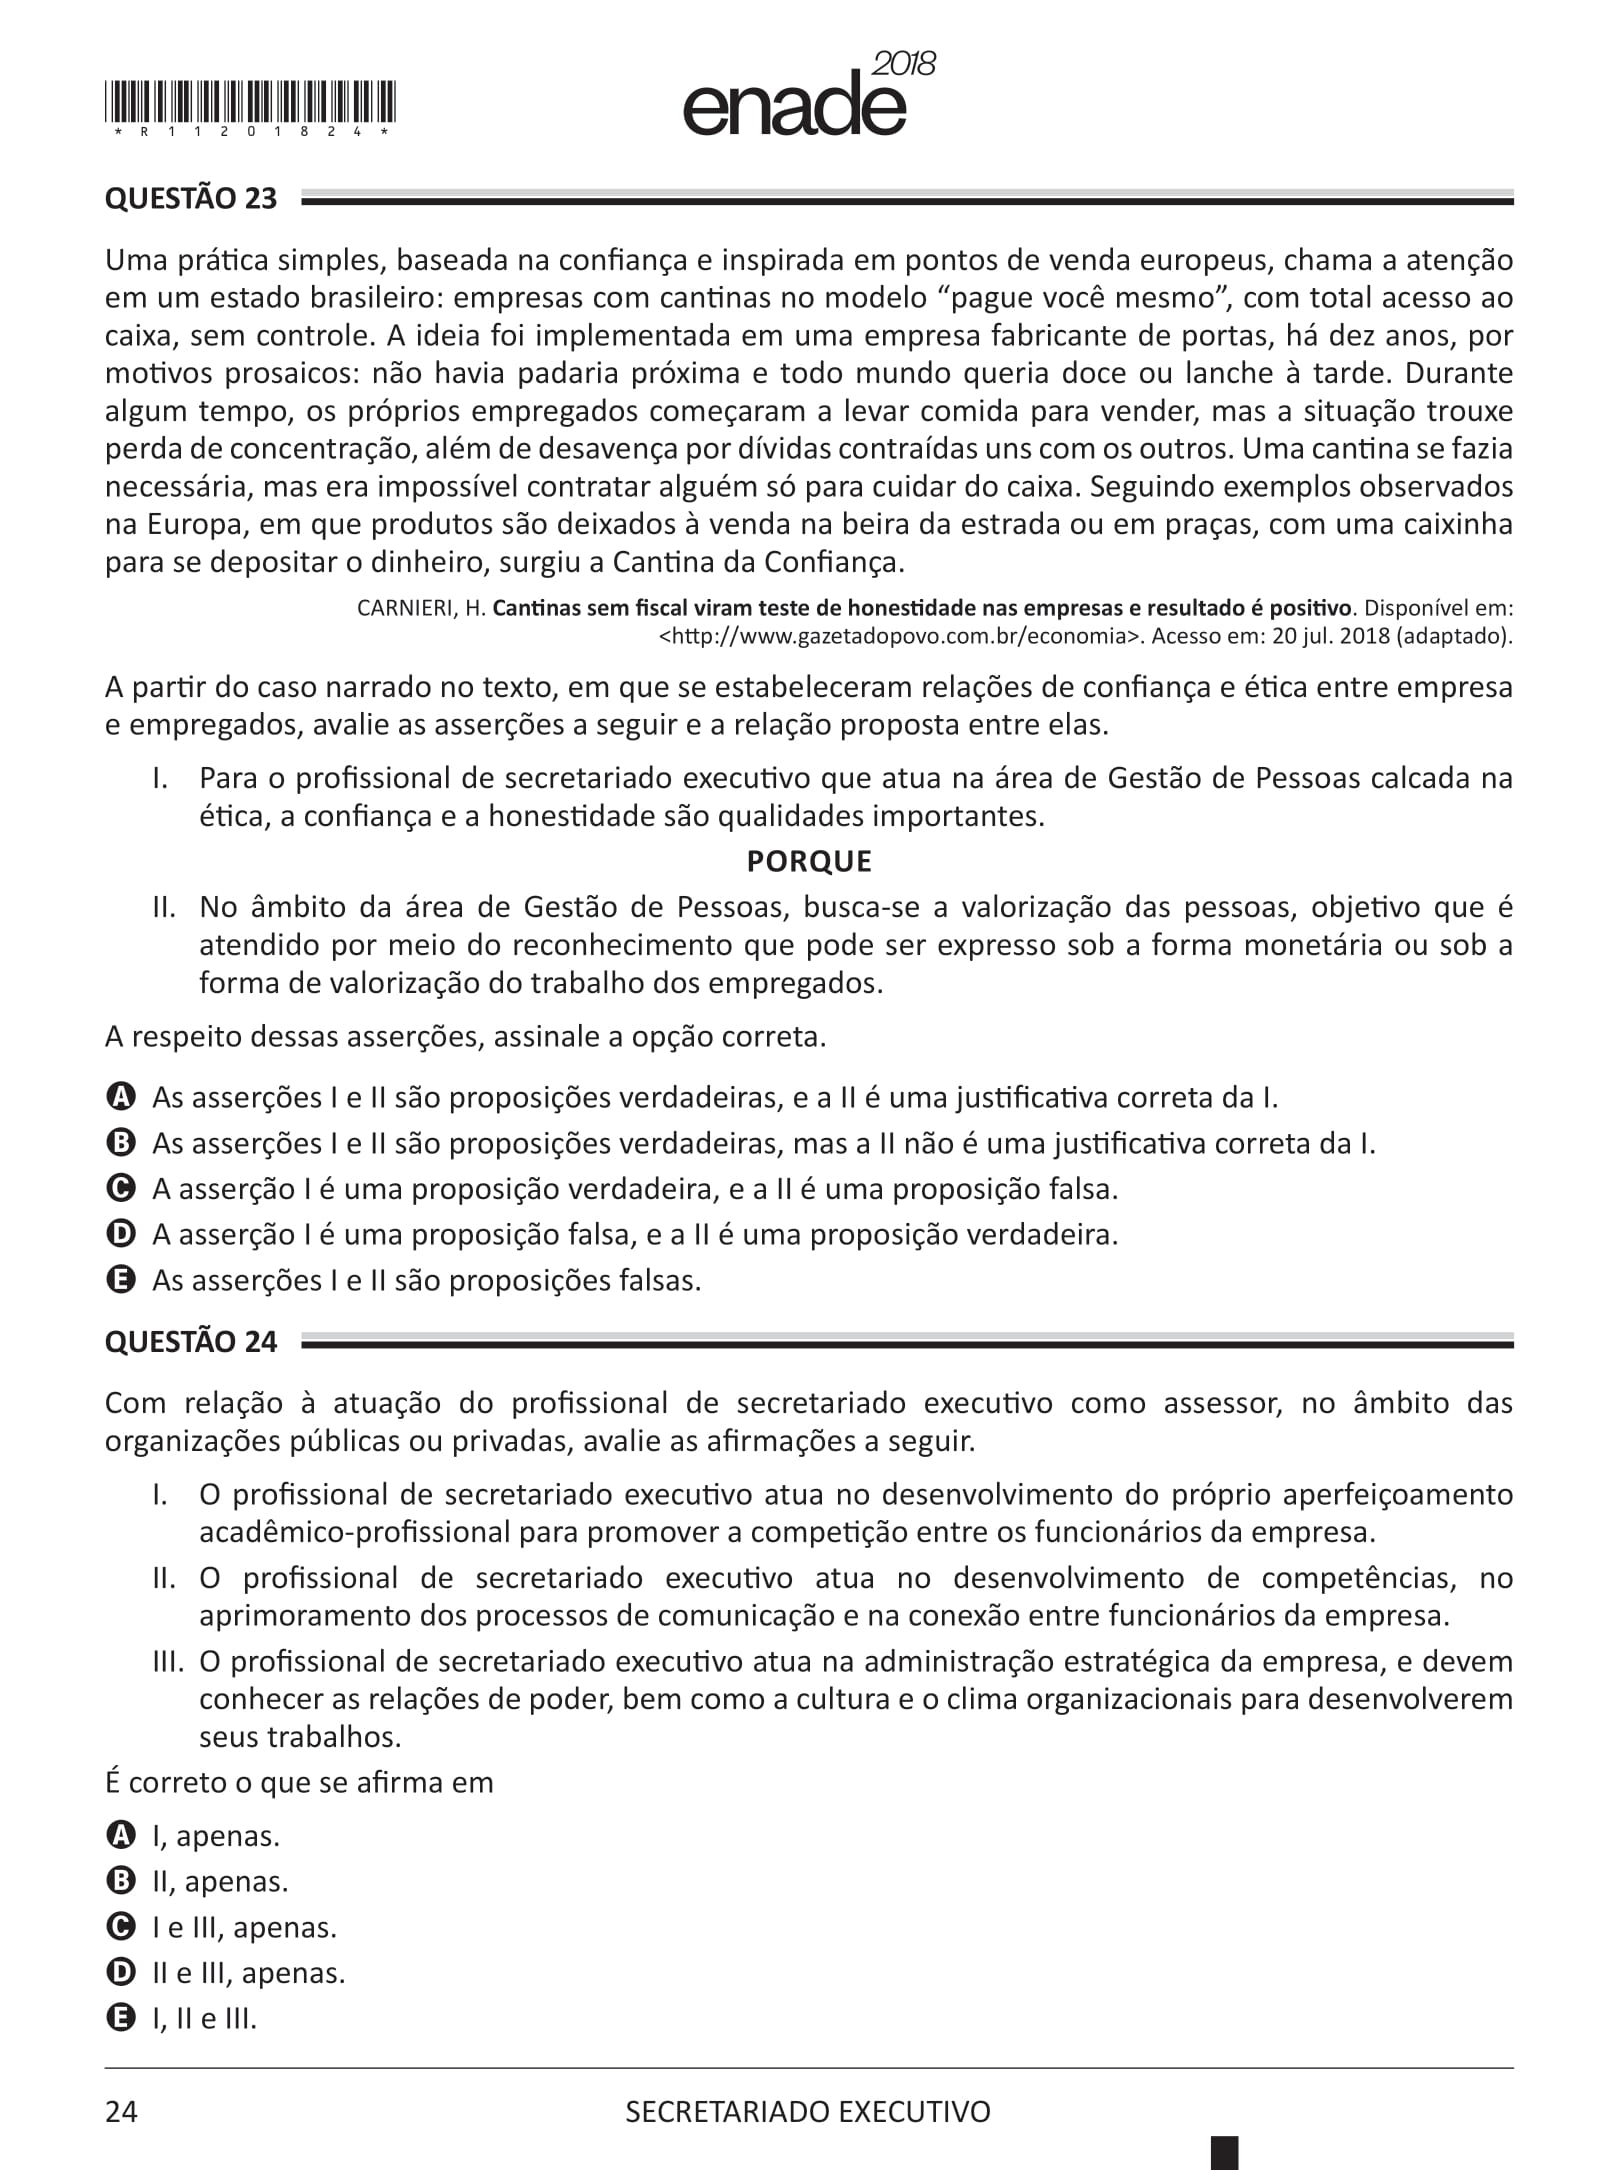 enade 2018
*R11201824*
QUESTÃO 23
Uma prática simples, baseada na confiança e inspirada em pontos de venda europeus, chama a atenção
em um estado brasileiro: empresas com cantinas no modelo “pague você mesmo”, com total acesso ao
caixa, sem controle. A ideia foi implementada em uma empresa fabricante de portas, há dez anos, por
motivos prosaicos: não havia padaria próxima e todo mundo queria doce ou lanche à tarde. Durante
algum tempo, os próprios empregados começaram a levar comida para vender, mas a situação trouxe
perda de concentração, além de desavença por dívidas contraídas uns com os outros. Uma cantina se fazia
necessária, mas era impossível contratar alguém só para cuidar do caixa. Seguindo exemplos observados
na Europa, em que produtos são deixados à venda na beira da estrada ou em praças, com uma caixinha
para se depositar o dinheiro, surgiu a Cantina da Confiança.
CARNIERI, H. Cantinas sem fiscal viram teste de honestidade nas empresas e resultado é positivo. Disponível em:
<http://www.gazetadopovo.com.br/economia>. Acesso em: 20 jul. 2018 (adaptado).
A partir do caso narrado no texto, em que se estabeleceram relações de confiança e ética entre empresa
e empregados, avalie as asserções a seguir e a relação proposta entre elas.
I. Para o profissional de secretariado executivo que atua na área de Gestão de Pessoas calcada na
ética, a confiança e a honestidade são qualidades importantes.
PORQUE
II. No âmbito da área de Gestão de Pessoas, busca-se a valorização das pessoas, objetivo que é
atendido por meio do reconhecimento que pode ser expresso sob a forma monetária ou sob a
forma de valorização do trabalho dos empregados.
A respeito dessas asserções, assinale a opção correta.
A As asserções I e II são proposições verdadeiras, e a II é uma justificativa correta da I.
B As asserções I e II são proposições verdadeiras, mas a II não é uma justificativa correta da I.
C A asserção I é uma proposição verdadeira, e a II é uma proposição falsa.
D A asserção I é uma proposição falsa, e a II é uma proposição verdadeira.
E As asserções I e II são proposições falsas.
QUESTÃO 24
Com relação à atuação do profissional de secretariado executivo como assessor, no âmbito das
organizações públicas ou privadas, avalie as afirmações a seguir.
I. O profissional de secretariado executivo atua no desenvolvimento do próprio aperfeiçoamento
acadêmico-profissional para promover a competição entre os funcionários da empresa.
II. O profissional de secretariado executivo atua no desenvolvimento de competências, no
aprimoramento dos processos de comunicação e na conexão entre funcionários da empresa.
III. O profissional de secretariado executivo atua na administração estratégica da empresa, e devem
conhecer as relações de poder, bem como a cultura e o clima organizacionais para desenvolverem
seus trabalhos.
É correto o que se afirma em
A I, apenas.
B II, apenas.
C I e III, apenas.
D II e III, apenas.
E I, II e III.
24
SECRETARIADO EXECUTIVO